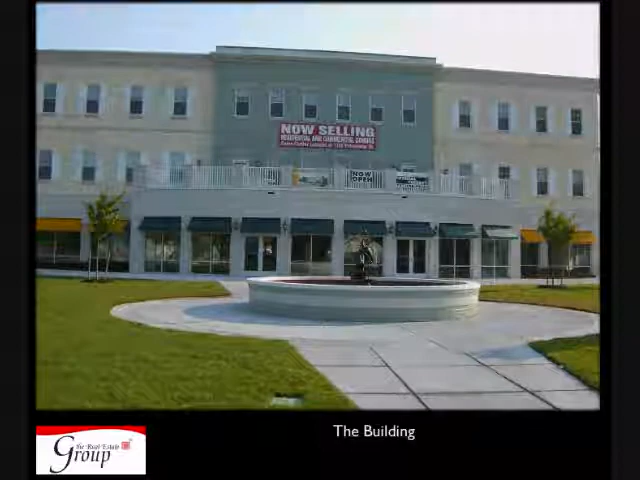 NOW SELLING
RESIDENTIAL AND COMMERCIAL CONDOS
NOW
OPEN
The Building
The Real Estate
Group